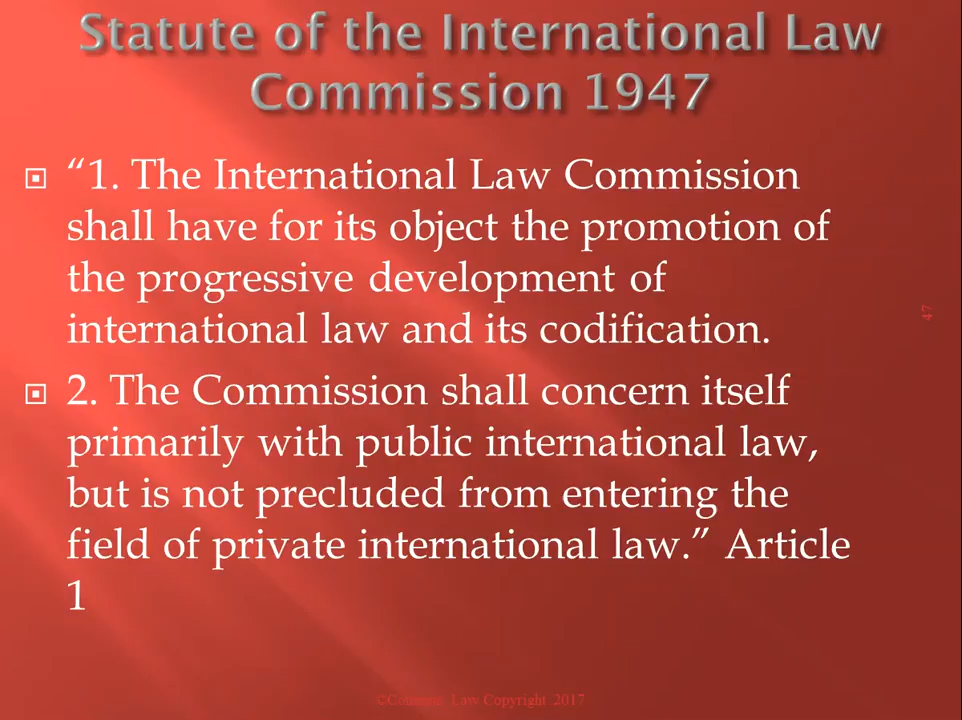 Statute of the International Law
Commission 1947
“1. The International Law Commission
shall have for its object the promotion of
the progressive development of
international law and its codification.
2. The Commission shall concern itself
primarily with public international law,
but is not precluded from entering the
field of private international law.” Article
1
47
Law Copyright 2017